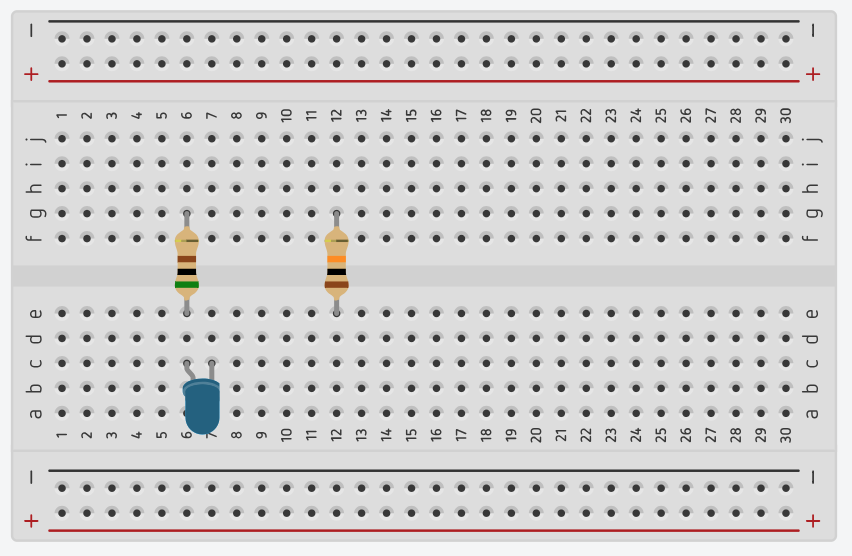 − −
+ +
1 2 3 4 5 6 7 8 9 10 11 12 13 14 15 16 17 18 19 20 21 22 23 24 25 26 27 28 29 30
j j
i i
h h
g g
f f
e e
d d
c c
b b
a a
1 2 3 4 5 6 7 8 9 10 11 12 13 14 15 16 17 18 19 20 21 22 23 24 25 26 27 28 29 30
− −
+ +